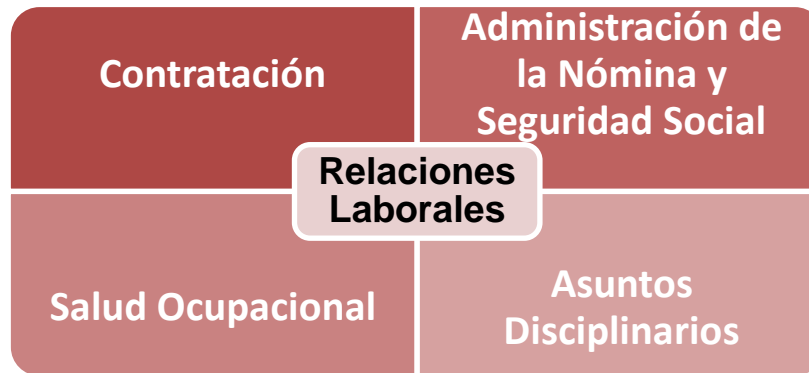 Contratación
Administración de
la Nómina y
Seguridad Social
Relaciones
Laborales
Salud Ocupacional
Asuntos
Disciplinarios